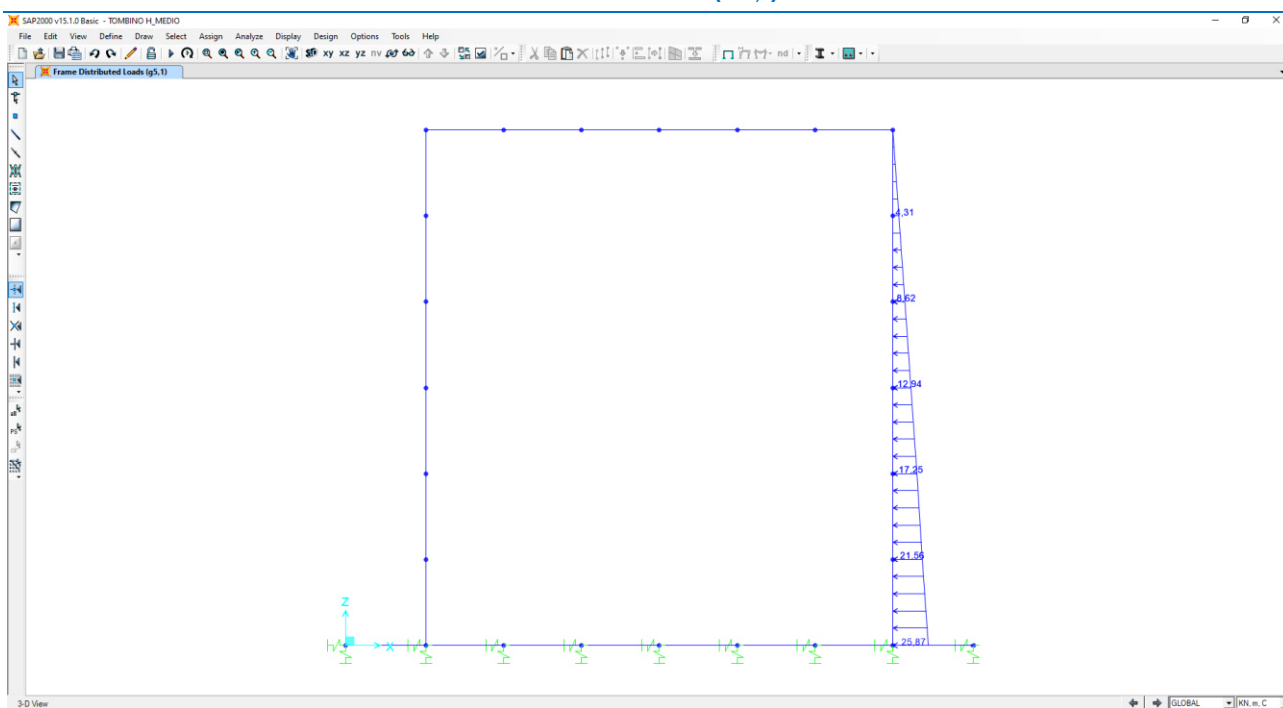 SAP2000 v15.1.0 Basic - TOMBINO H_MEDIO
File Edit View Define Draw Select Assign Analyze Display Design Options Tools Help
xy xz yz nv nd
Frame Distributed Loads (g5,1)
4,31
8,62
12,94
17,25
21,56
Z
X
25,87
3-D View GLOBAL KN, m, C